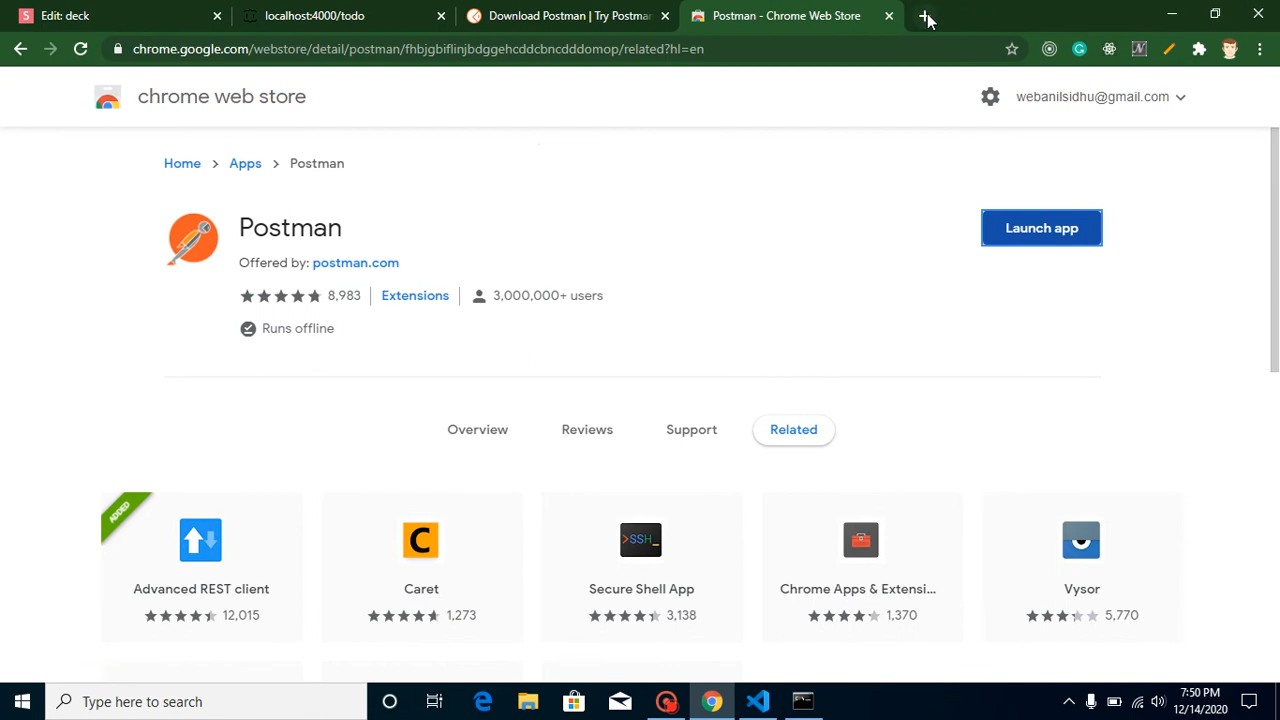 Edit: deck
localhost:4000/todo
Download Postman | Try Postman
Postman - Chrome Web Store
chrome.google.com/webstore/detail/postman/fhbjgbiflinjbdggehcddcbncdddomop/related?hl=en
chrome web store
webanilsidhu@gmail.com
Home > Apps > Postman
Postman
Launch app
Offered by: postman.com
8,983 Extensions 3,000,000+ users
Runs offline
Overview Reviews Support Related
ADDED
C
>SSH_
Advanced REST client Caret Secure Shell App Chrome Apps & Extensi... Vysor
12,015 1,273 3,138 1,370 5,770
Type here to search
7:50 PM
12/14/2020